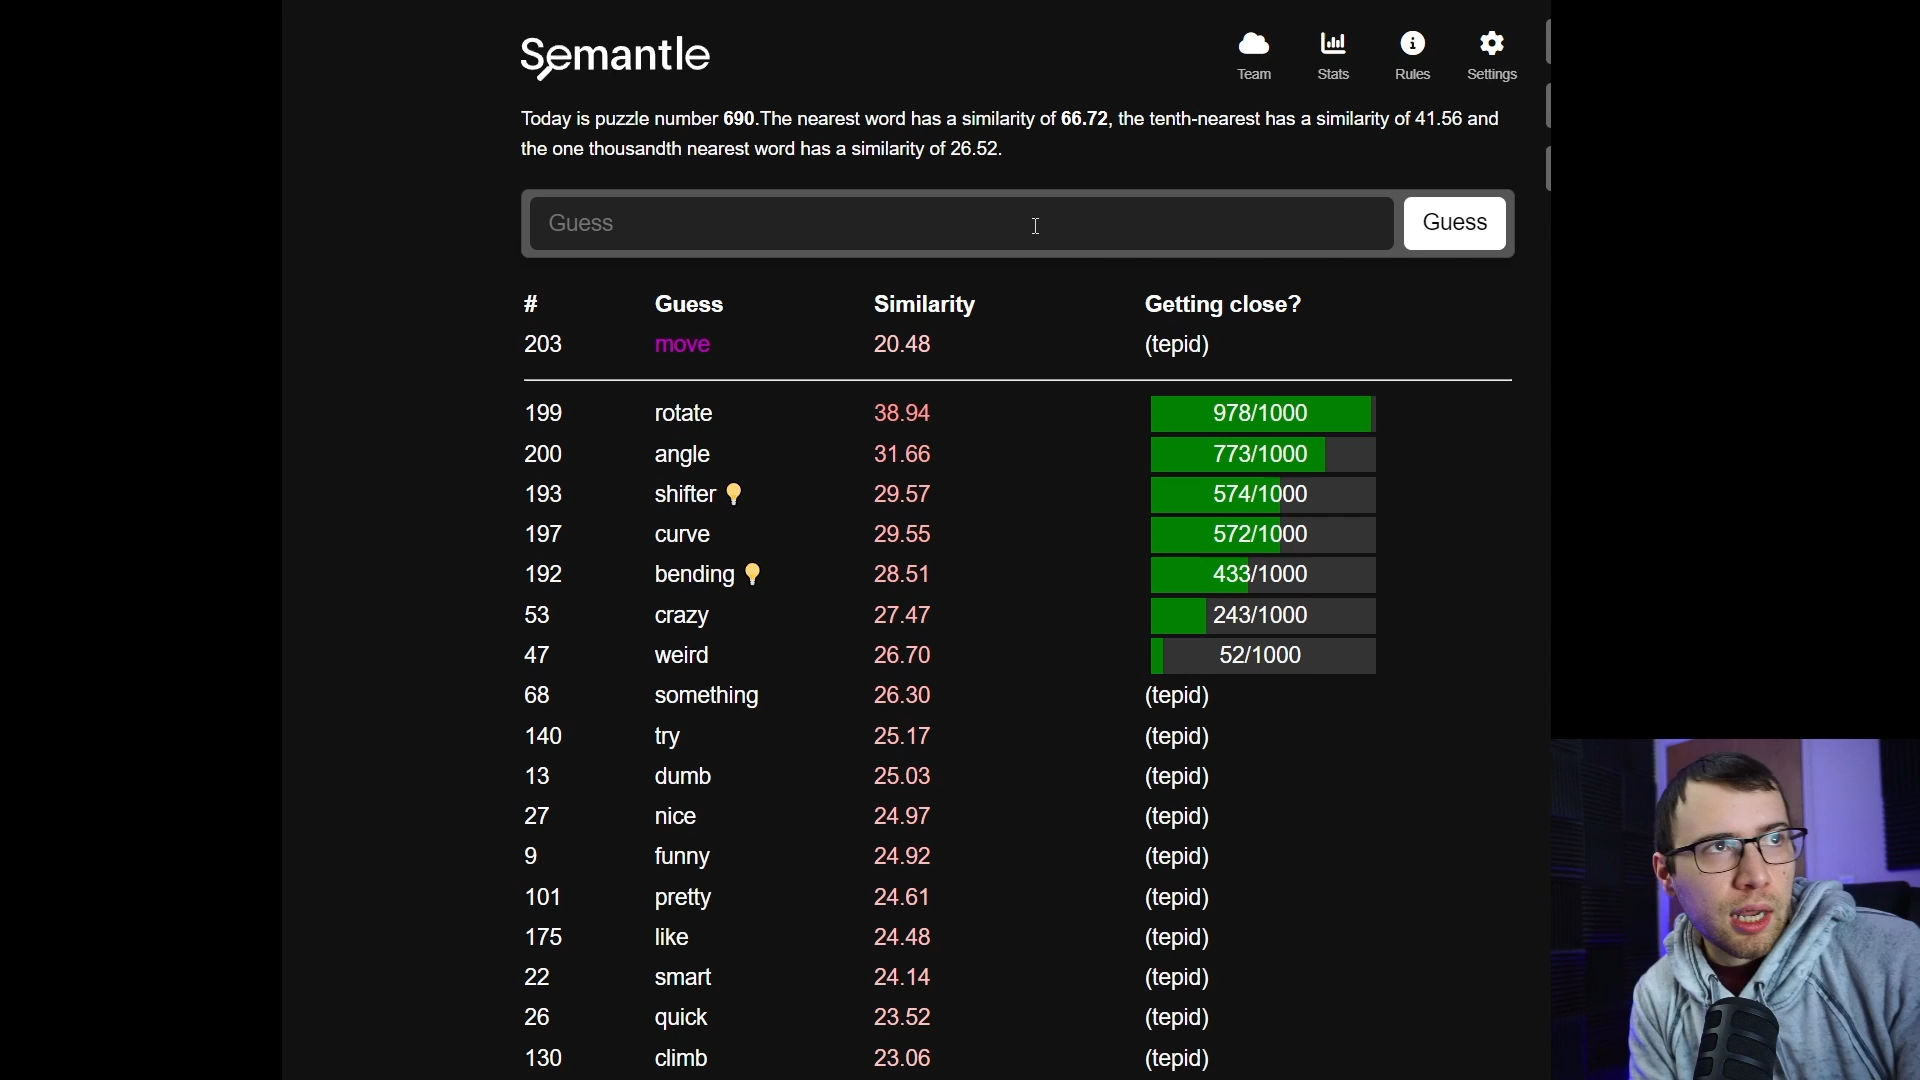 Semantle
Team Stats Rules Settings
Today is puzzle number 690.The nearest word has a similarity of 66.72, the tenth-nearest has a similarity of 41.56 and
the one thousandth nearest word has a similarity of 26.52.
Guess Guess
# Guess Similarity Getting close?
203 move 20.48 (tepid)
199 rotate 38.94 978/1000
200 angle 31.66 773/1000
193 shifter 29.57 574/1000
197 curve 29.55 572/1000
192 bending 28.51 433/1000
53 crazy 27.47 243/1000
47 weird 26.70 52/1000
68 something 26.30 (tepid)
140 try 25.17 (tepid)
13 dumb 25.03 (tepid)
27 nice 24.97 (tepid)
9 funny 24.92 (tepid)
101 pretty 24.61 (tepid)
175 like 24.48 (tepid)
22 smart 24.14 (tepid)
26 quick 23.52 (tepid)
130 climb 23.06 (tepid)